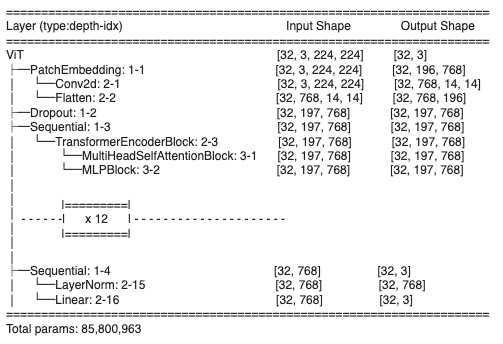 ==========================================================================
Layer (type:depth-idx) Input Shape Output Shape
==========================================================================
ViT [32, 3, 224, 224] [32, 3]
├─PatchEmbedding: 1-1 [32, 3, 224, 224] [32, 196, 768]
│ └─Conv2d: 2-1 [32, 3, 224, 224] [32, 768, 14, 14]
│ └─Flatten: 2-2 [32, 768, 14, 14] [32, 768, 196]
├─Dropout: 1-2 [32, 197, 768] [32, 197, 768]
├─Sequential: 1-3 [32, 197, 768] [32, 197, 768]
│ └─TransformerEncoderBlock: 2-3 [32, 197, 768] [32, 197, 768]
│ └─MultiHeadSelfAttentionBlock: 3-1 [32, 197, 768] [32, 197, 768]
│ └─MLPBlock: 3-2 [32, 197, 768] [32, 197, 768]
│
│ |=========|
│ - - - - - -| x 12 |- - - - - - - - - - - - - - - - - - -
│ |=========|
│
├─Sequential: 1-4 [32, 768] [32, 3]
│ └─LayerNorm: 2-15 [32, 768] [32, 768]
│ └─Linear: 2-16 [32, 768] [32, 3]
==========================================================================
Total params: 85,800,963